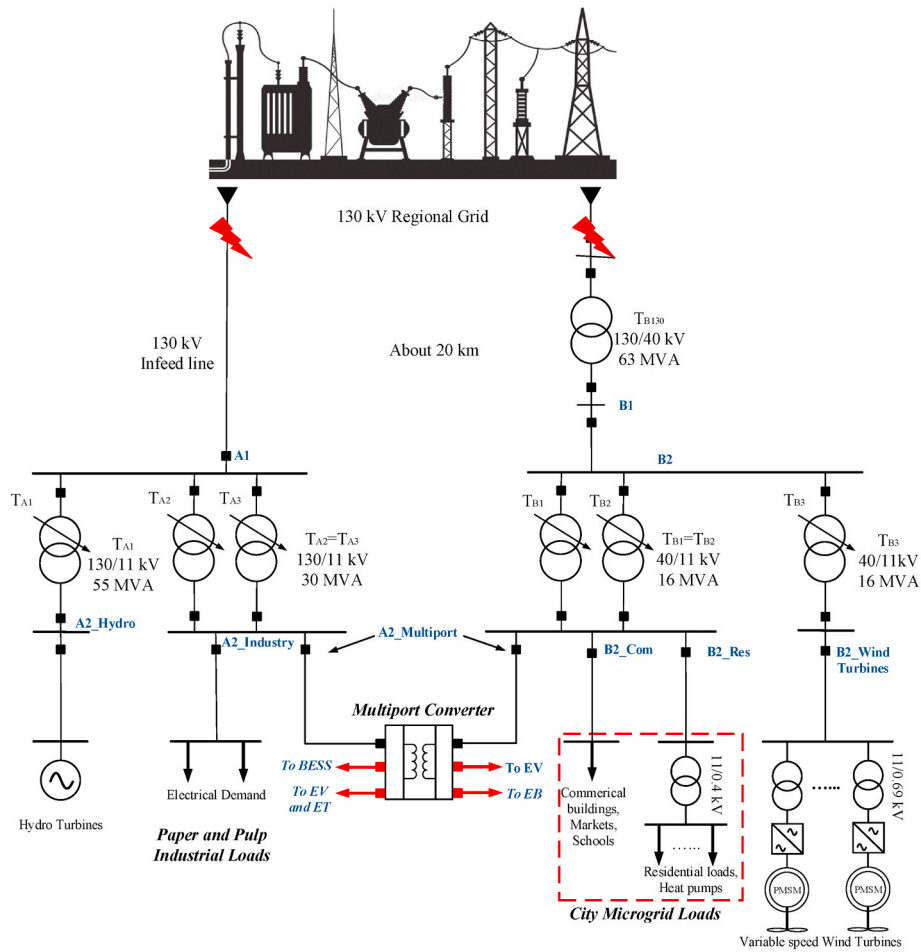 130 kV Regional Grid
130 kV
Infeed line
About 20 km
TB130
130/40 kV
63 MVA
B1
A1
B2
TA1
TA2
TA3
TB1
TB2
TB3
TA1
130/11 kV
55 MVA
TA2=TA3
130/11 kV
30 MVA
TB1=TB2
40/11 kV
16 MVA
TB3
40/11kV
16 MVA
A2_Hydro
A2_Industry
A2_Multiport
B2_Com
B2_Res
B2_Wind
Turbines
Multiport Converter
To BESS
To EV
and ET
To EV
To EB
Electrical Demand
Hydro Turbines
Paper and Pulp
Industrial Loads
Commerical
buildings,
Markets,
Schools
11/0.4 kV
.......
Residential loads,
Heat pumps
City Microgrid Loads
......
11/0.69 kV
PMSM
PMSM
Variable speed Wind Turbines